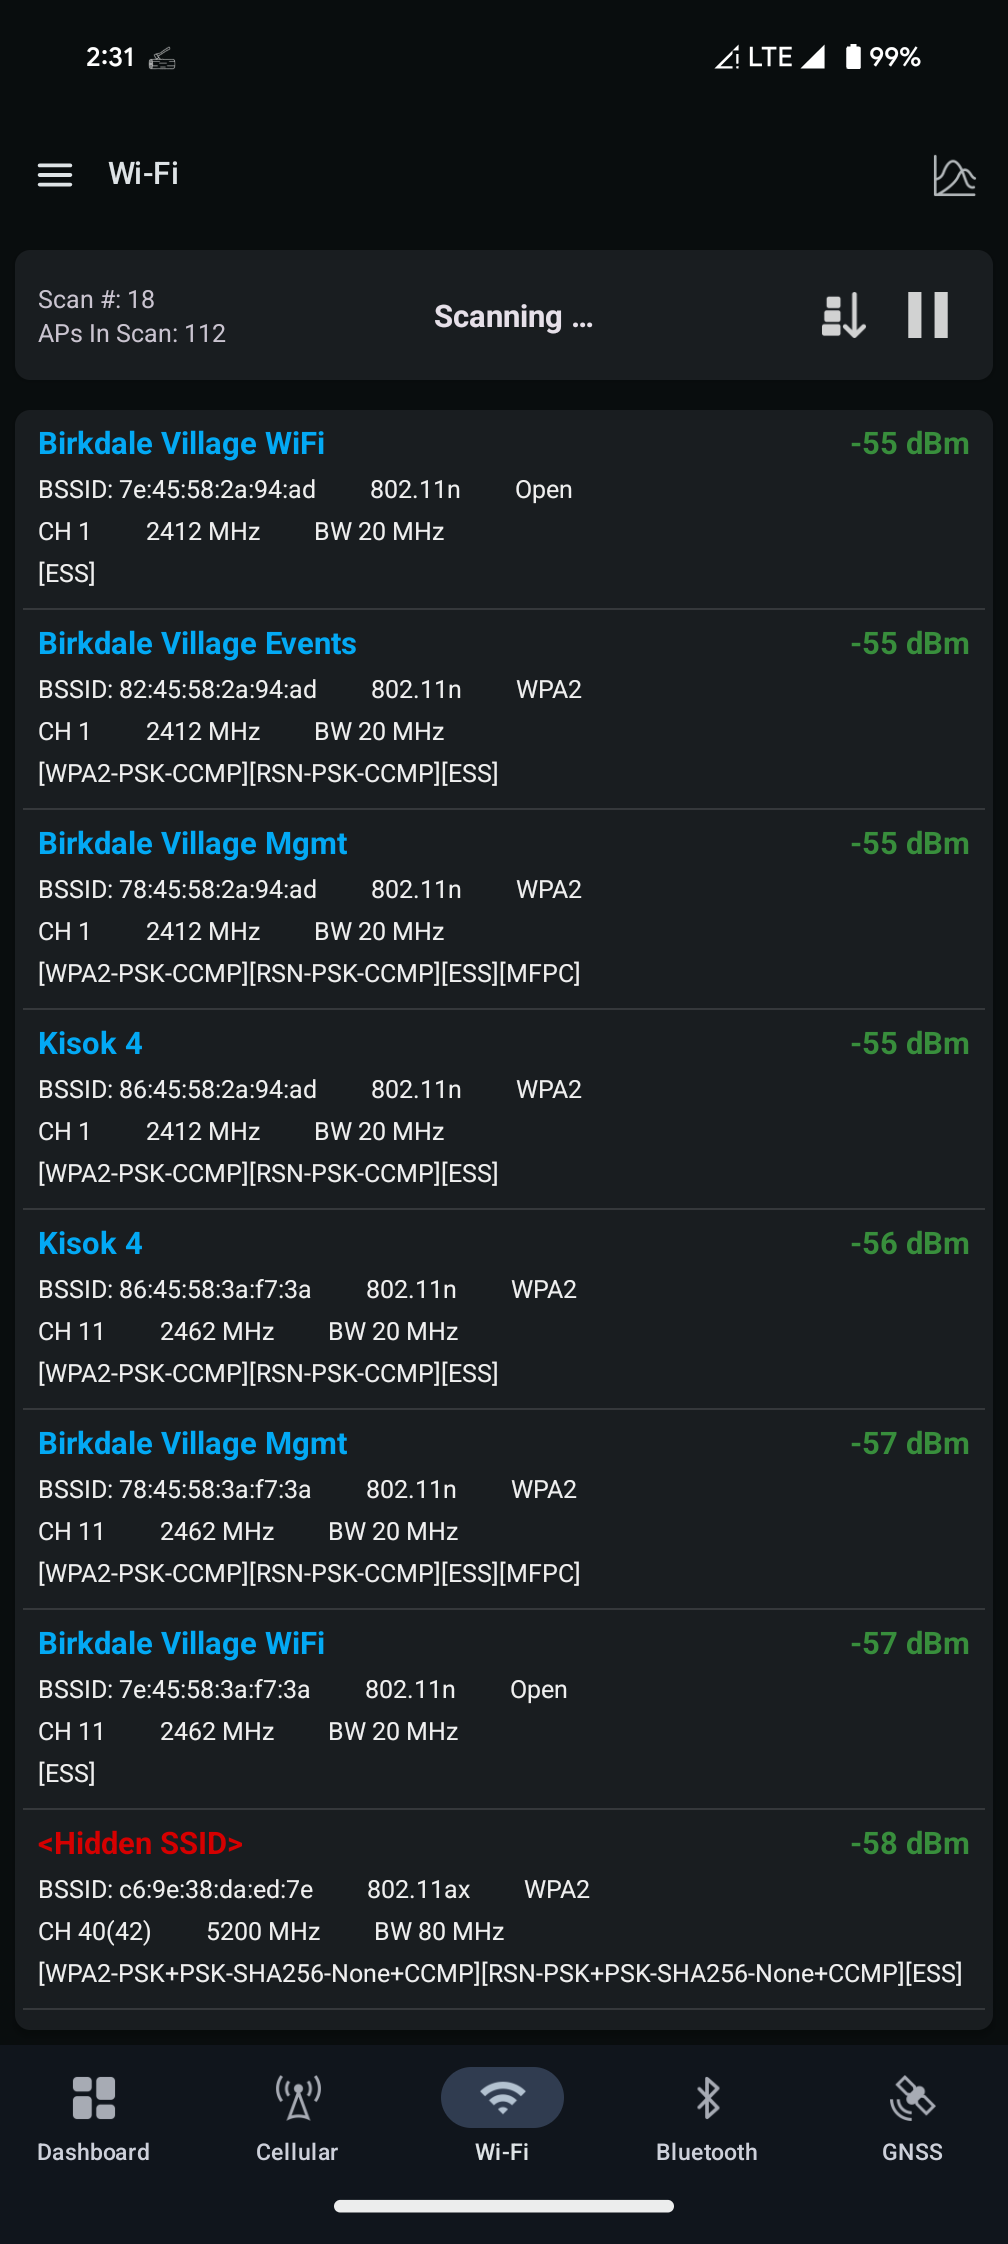 2:31 LTE 99%
Wi-Fi
Scan #: 18
APs In Scan: 112
Scanning ...
Birkdale Village WiFi -55 dBm
BSSID: 7e:45:58:2a:94:ad 802.11n Open
CH 1 2412 MHz BW 20 MHz
[ESS]
Birkdale Village Events -55 dBm
BSSID: 82:45:58:2a:94:ad 802.11n WPA2
CH 1 2412 MHz BW 20 MHz
[WPA2-PSK-CCMP][RSN-PSK-CCMP][ESS]
Birkdale Village Mgmt -55 dBm
BSSID: 78:45:58:2a:94:ad 802.11n WPA2
CH 1 2412 MHz BW 20 MHz
[WPA2-PSK-CCMP][RSN-PSK-CCMP][ESS][MFPC]
Kisok 4 -55 dBm
BSSID: 86:45:58:2a:94:ad 802.11n WPA2
CH 1 2412 MHz BW 20 MHz
[WPA2-PSK-CCMP][RSN-PSK-CCMP][ESS]
Kisok 4 -56 dBm
BSSID: 86:45:58:3a:f7:3a 802.11n WPA2
CH 11 2462 MHz BW 20 MHz
[WPA2-PSK-CCMP][RSN-PSK-CCMP][ESS]
Birkdale Village Mgmt -57 dBm
BSSID: 78:45:58:3a:f7:3a 802.11n WPA2
CH 11 2462 MHz BW 20 MHz
[WPA2-PSK-CCMP][RSN-PSK-CCMP][ESS][MFPC]
Birkdale Village WiFi -57 dBm
BSSID: 7e:45:58:3a:f7:3a 802.11n Open
CH 11 2462 MHz BW 20 MHz
[ESS]
<Hidden SSID> -58 dBm
BSSID: c6:9e:38:da:ed:7e 802.11ax WPA2
CH 40(42) 5200 MHz BW 80 MHz
[WPA2-PSK+PSK-SHA256-None+CCMP][RSN-PSK+PSK-SHA256-None+CCMP][ESS]
Dashboard Cellular Wi-Fi Bluetooth GNSS